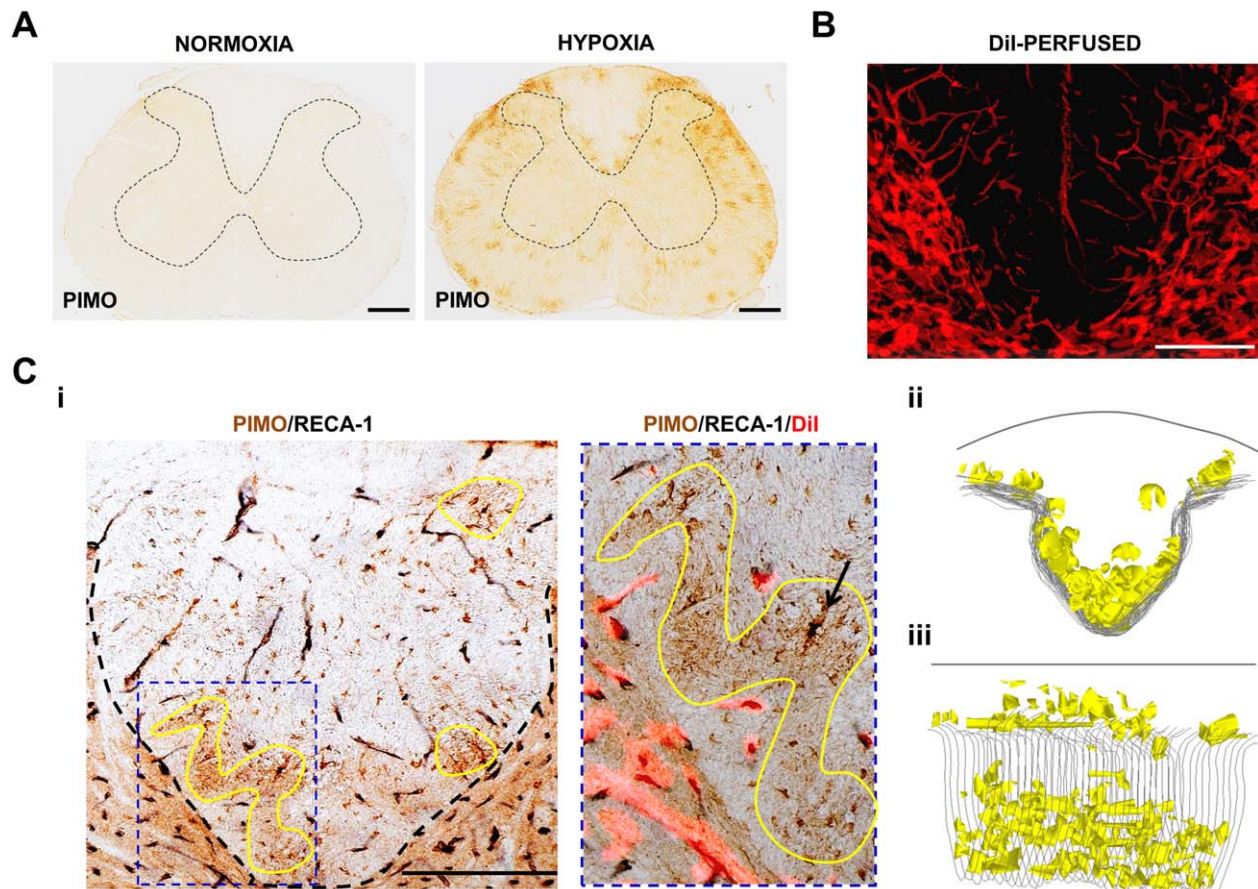 A
NORMOXIA
HYPOXIA
PIMO
PIMO
B
DiI-PERFUSED
C
i
PIMO/RECA-1
PIMO/RECA-1/DiI
ii
iii